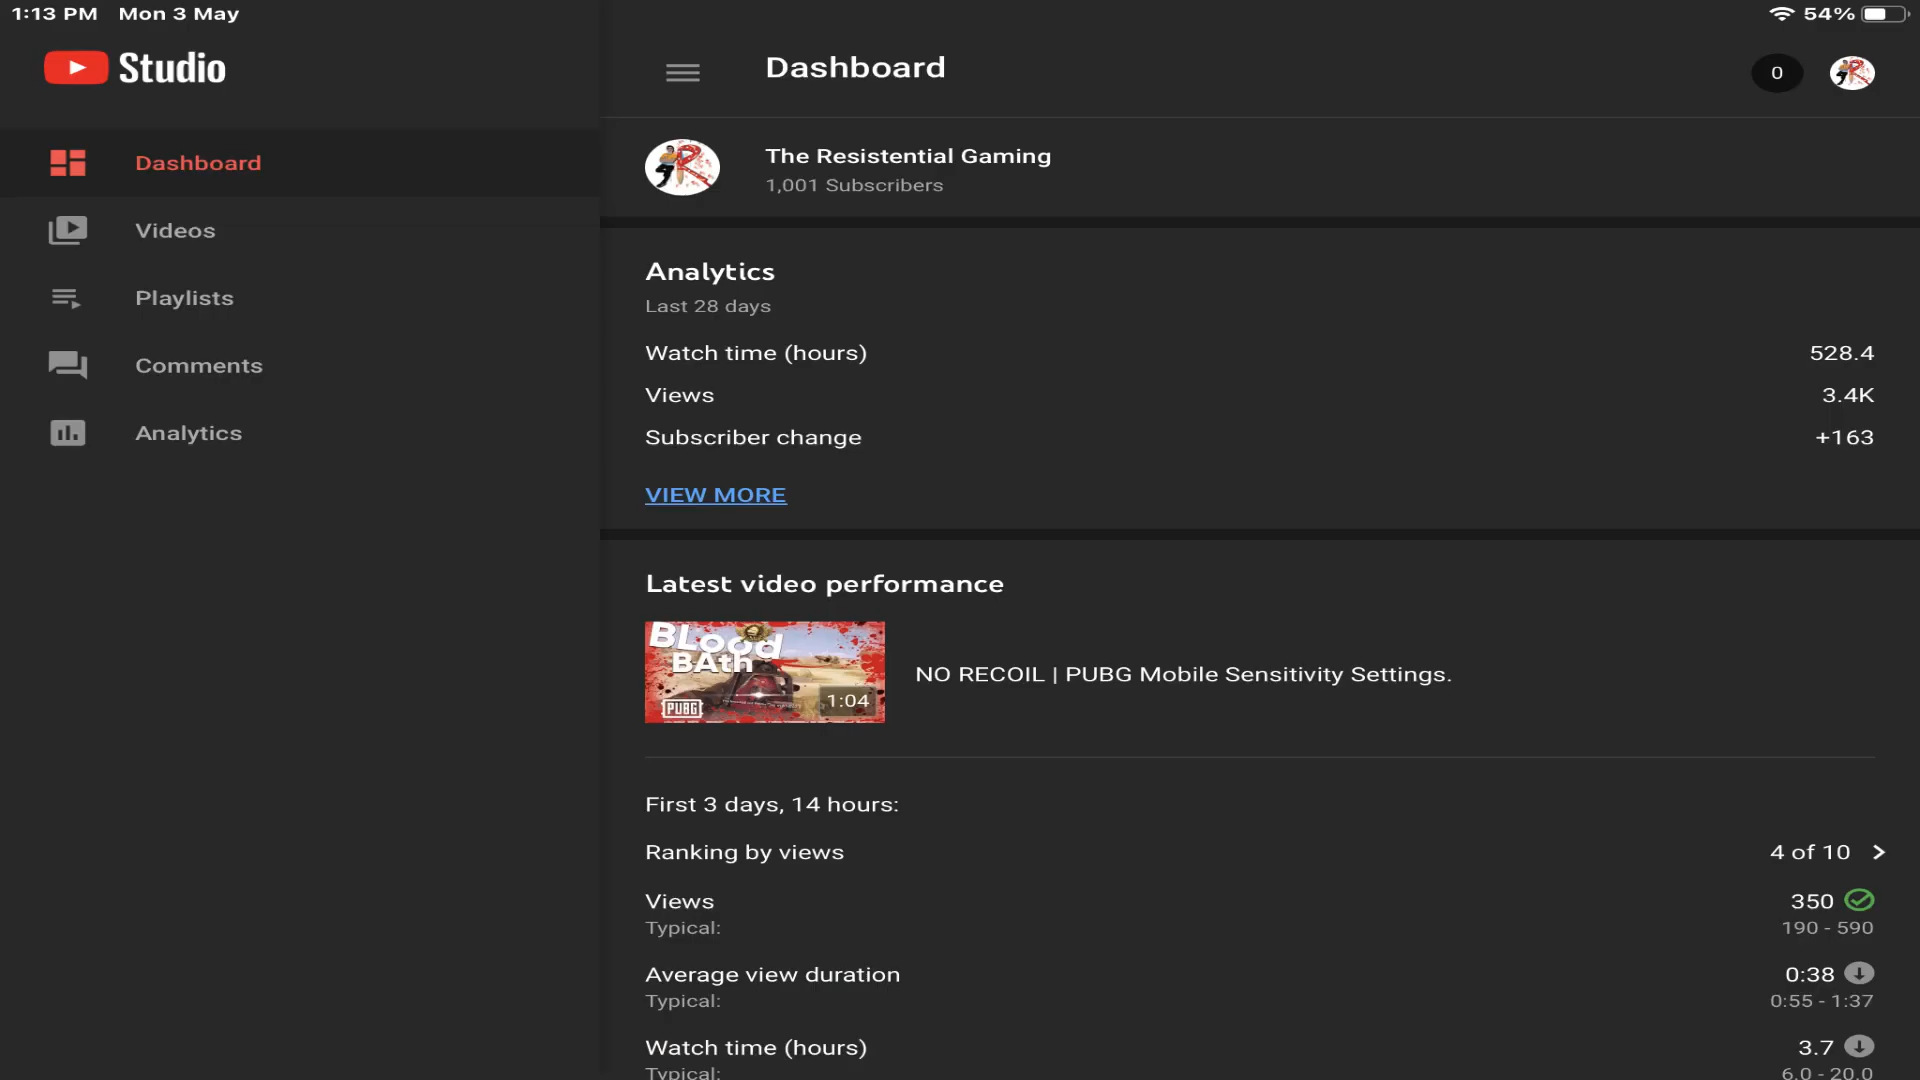 1:13 PM Mon 3 May
54%
Studio
Dashboard
Videos
Playlists
Comments
Analytics
Dashboard
0
The Resistential Gaming
1,001 Subscribers
Analytics
Last 28 days
Watch time (hours) 528.4
Views 3.4K
Subscriber change +163
VIEW MORE
Latest video performance
BLood
BAth
PUBG
1:04
NO RECOIL | PUBG Mobile Sensitivity Settings.
First 3 days, 14 hours:
Ranking by views 4 of 10
Views 350
Typical: 190 - 590
Average view duration 0:38
Typical: 0:55 - 1:37
Watch time (hours) 3.7
Typical: 6.0 - 20.0